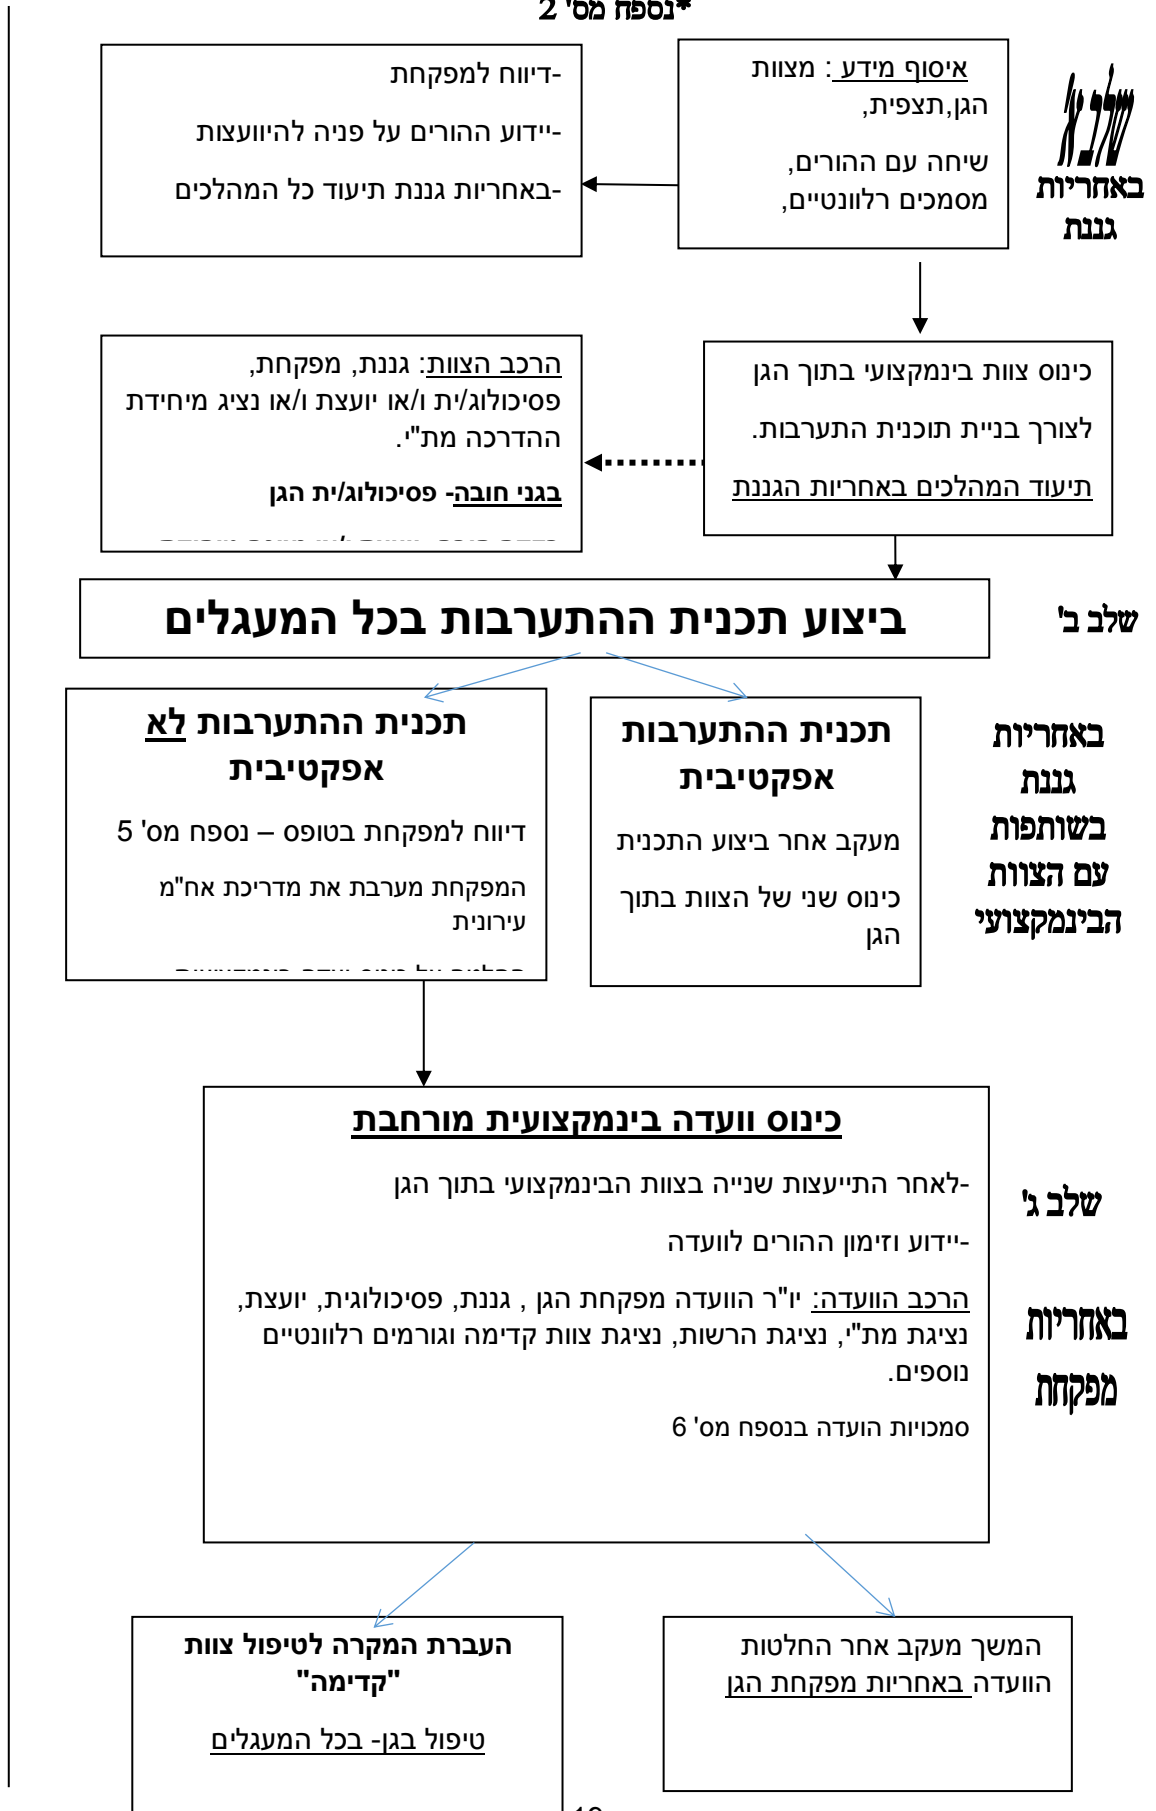 *נספח מס' 2
שלב א
באחריות
גננת
איסוף מידע : מצוות
הגן,תצפית,
שיחה עם ההורים,
מסמכים רלוונטיים,
-דיווח למפקחת
-יידוע ההורים על פניה להיוועצות
-באחריות גננת תיעוד כל המהלכים
כינוס צוות בינמקצועי בתוך הגן
לצורך בניית תוכנית התערבות.
תיעוד המהלכים באחריות הגננת
הרכב הצוות: גננת, מפקחת,
פסיכולוג/ית ו/או יועצת ו/או נציג מיחידת
ההדרכה מת"י.
בגני חובה- פסיכולוג/ית הגן
שלב ב'
ביצוע תכנית ההתערבות בכל המעגלים
באחריות
גננת
בשותפות
עם הצוות
הבינמקצועי
תכנית ההתערבות
אפקטיבית
מעקב אחר ביצוע התכנית
כינוס שני של הצוות בתוך
הגן
תכנית ההתערבות לא
אפקטיבית
דיווח למפקחת בטופס – נספח מס' 5
המפקחת מערבת את מדריכת אח"מ
עירונית
שלב ג'
באחריות
מפקחת
כינוס וועדה בינמקצועית מורחבת
-לאחר התייעצות שנייה בצוות הבינמקצועי בתוך הגן
-יידוע וזימון ההורים לוועדה
הרכב הוועדה: יו"ר הוועדה מפקחת הגן , גננת, פסיכולוגית, יועצת,
נציגת מת"י, נציגת הרשות, נציגת צוות קדימה וגורמים רלוונטיים
נוספים.
סמכויות הועדה בנספח מס' 6
המשך מעקב אחר החלטות
הוועדה באחריות מפקחת הגן
העברת המקרה לטיפול צוות
"קדימה"
טיפול בגן- בכל המעגלים